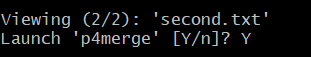 Viewing (2/2): 'second.txt'
Launch 'p4merge' [Y/n]? Y